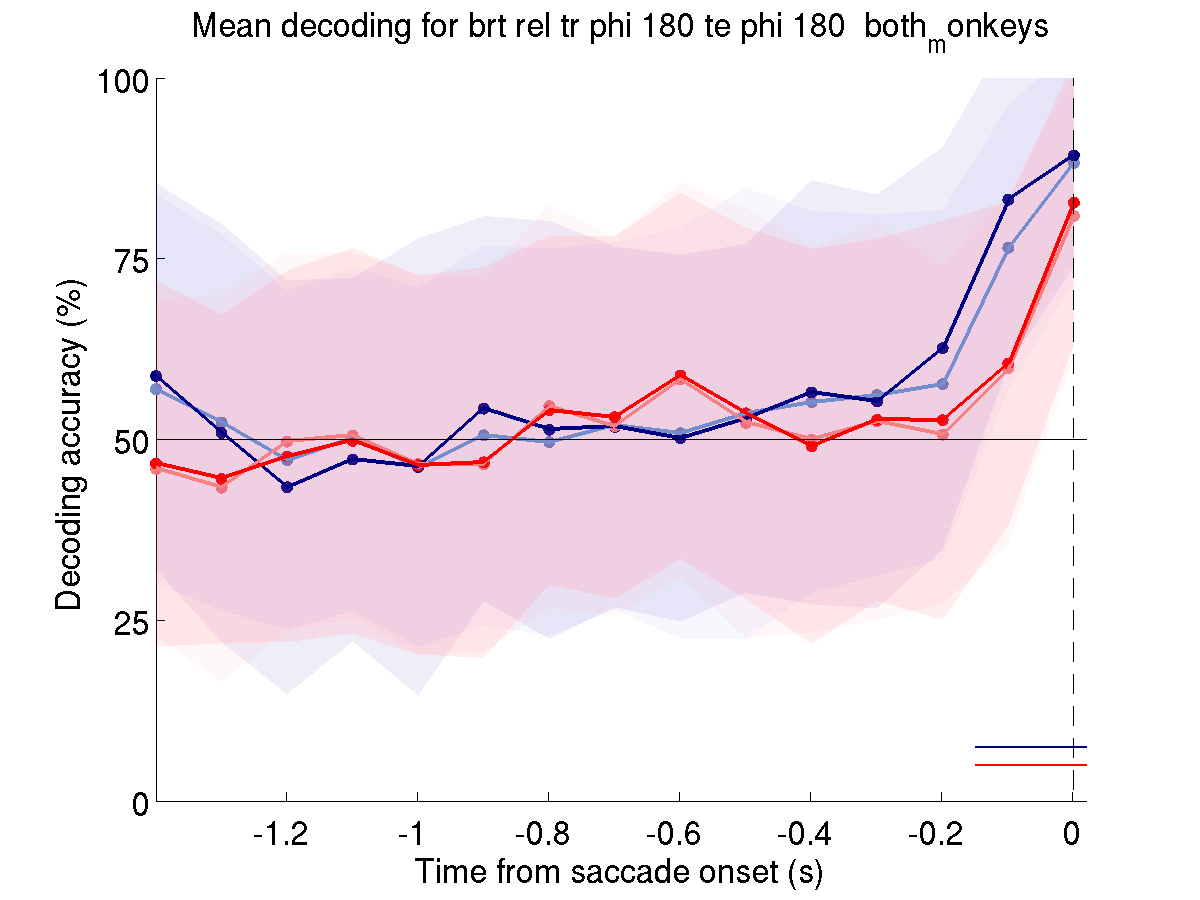 Mean decoding for brt rel tr phi 180 te phi 180 both_monkeys
100
75
50
25
0
Decoding accuracy (%)
-1.2 -1 -0.8 -0.6 -0.4 -0.2 0
Time from saccade onset (s)